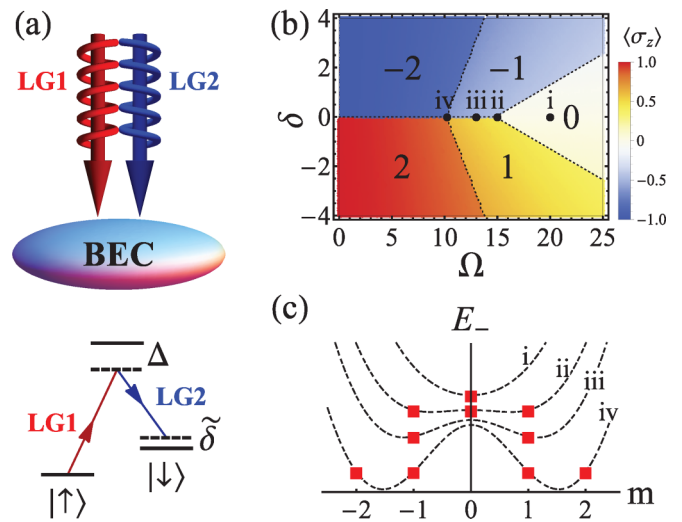 (a)
LG1
LG2
BEC
Δ
LG1
LG2
δ̃
|↑⟩
|↓⟩
(b)
⟨σz⟩
4
2
0
−2
−4
δ
−2
−1
iv
iii
ii
i
0
2
1
0 5 10 15 20 25
Ω
1.0
0.5
0
−0.5
−1.0
(c)
E−
i
ii
iii
iv
−2 −1 0 1 2
m